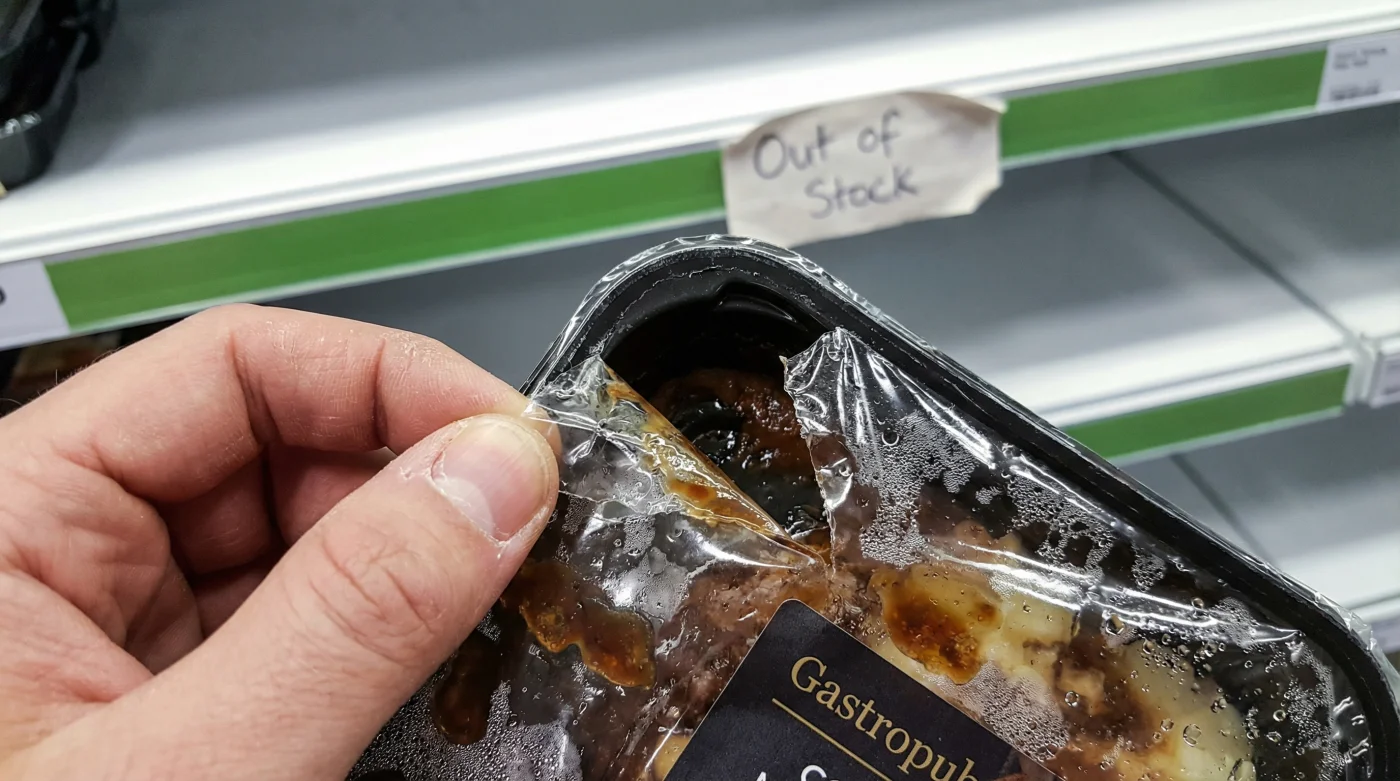 Out of
Stock
Gastropub